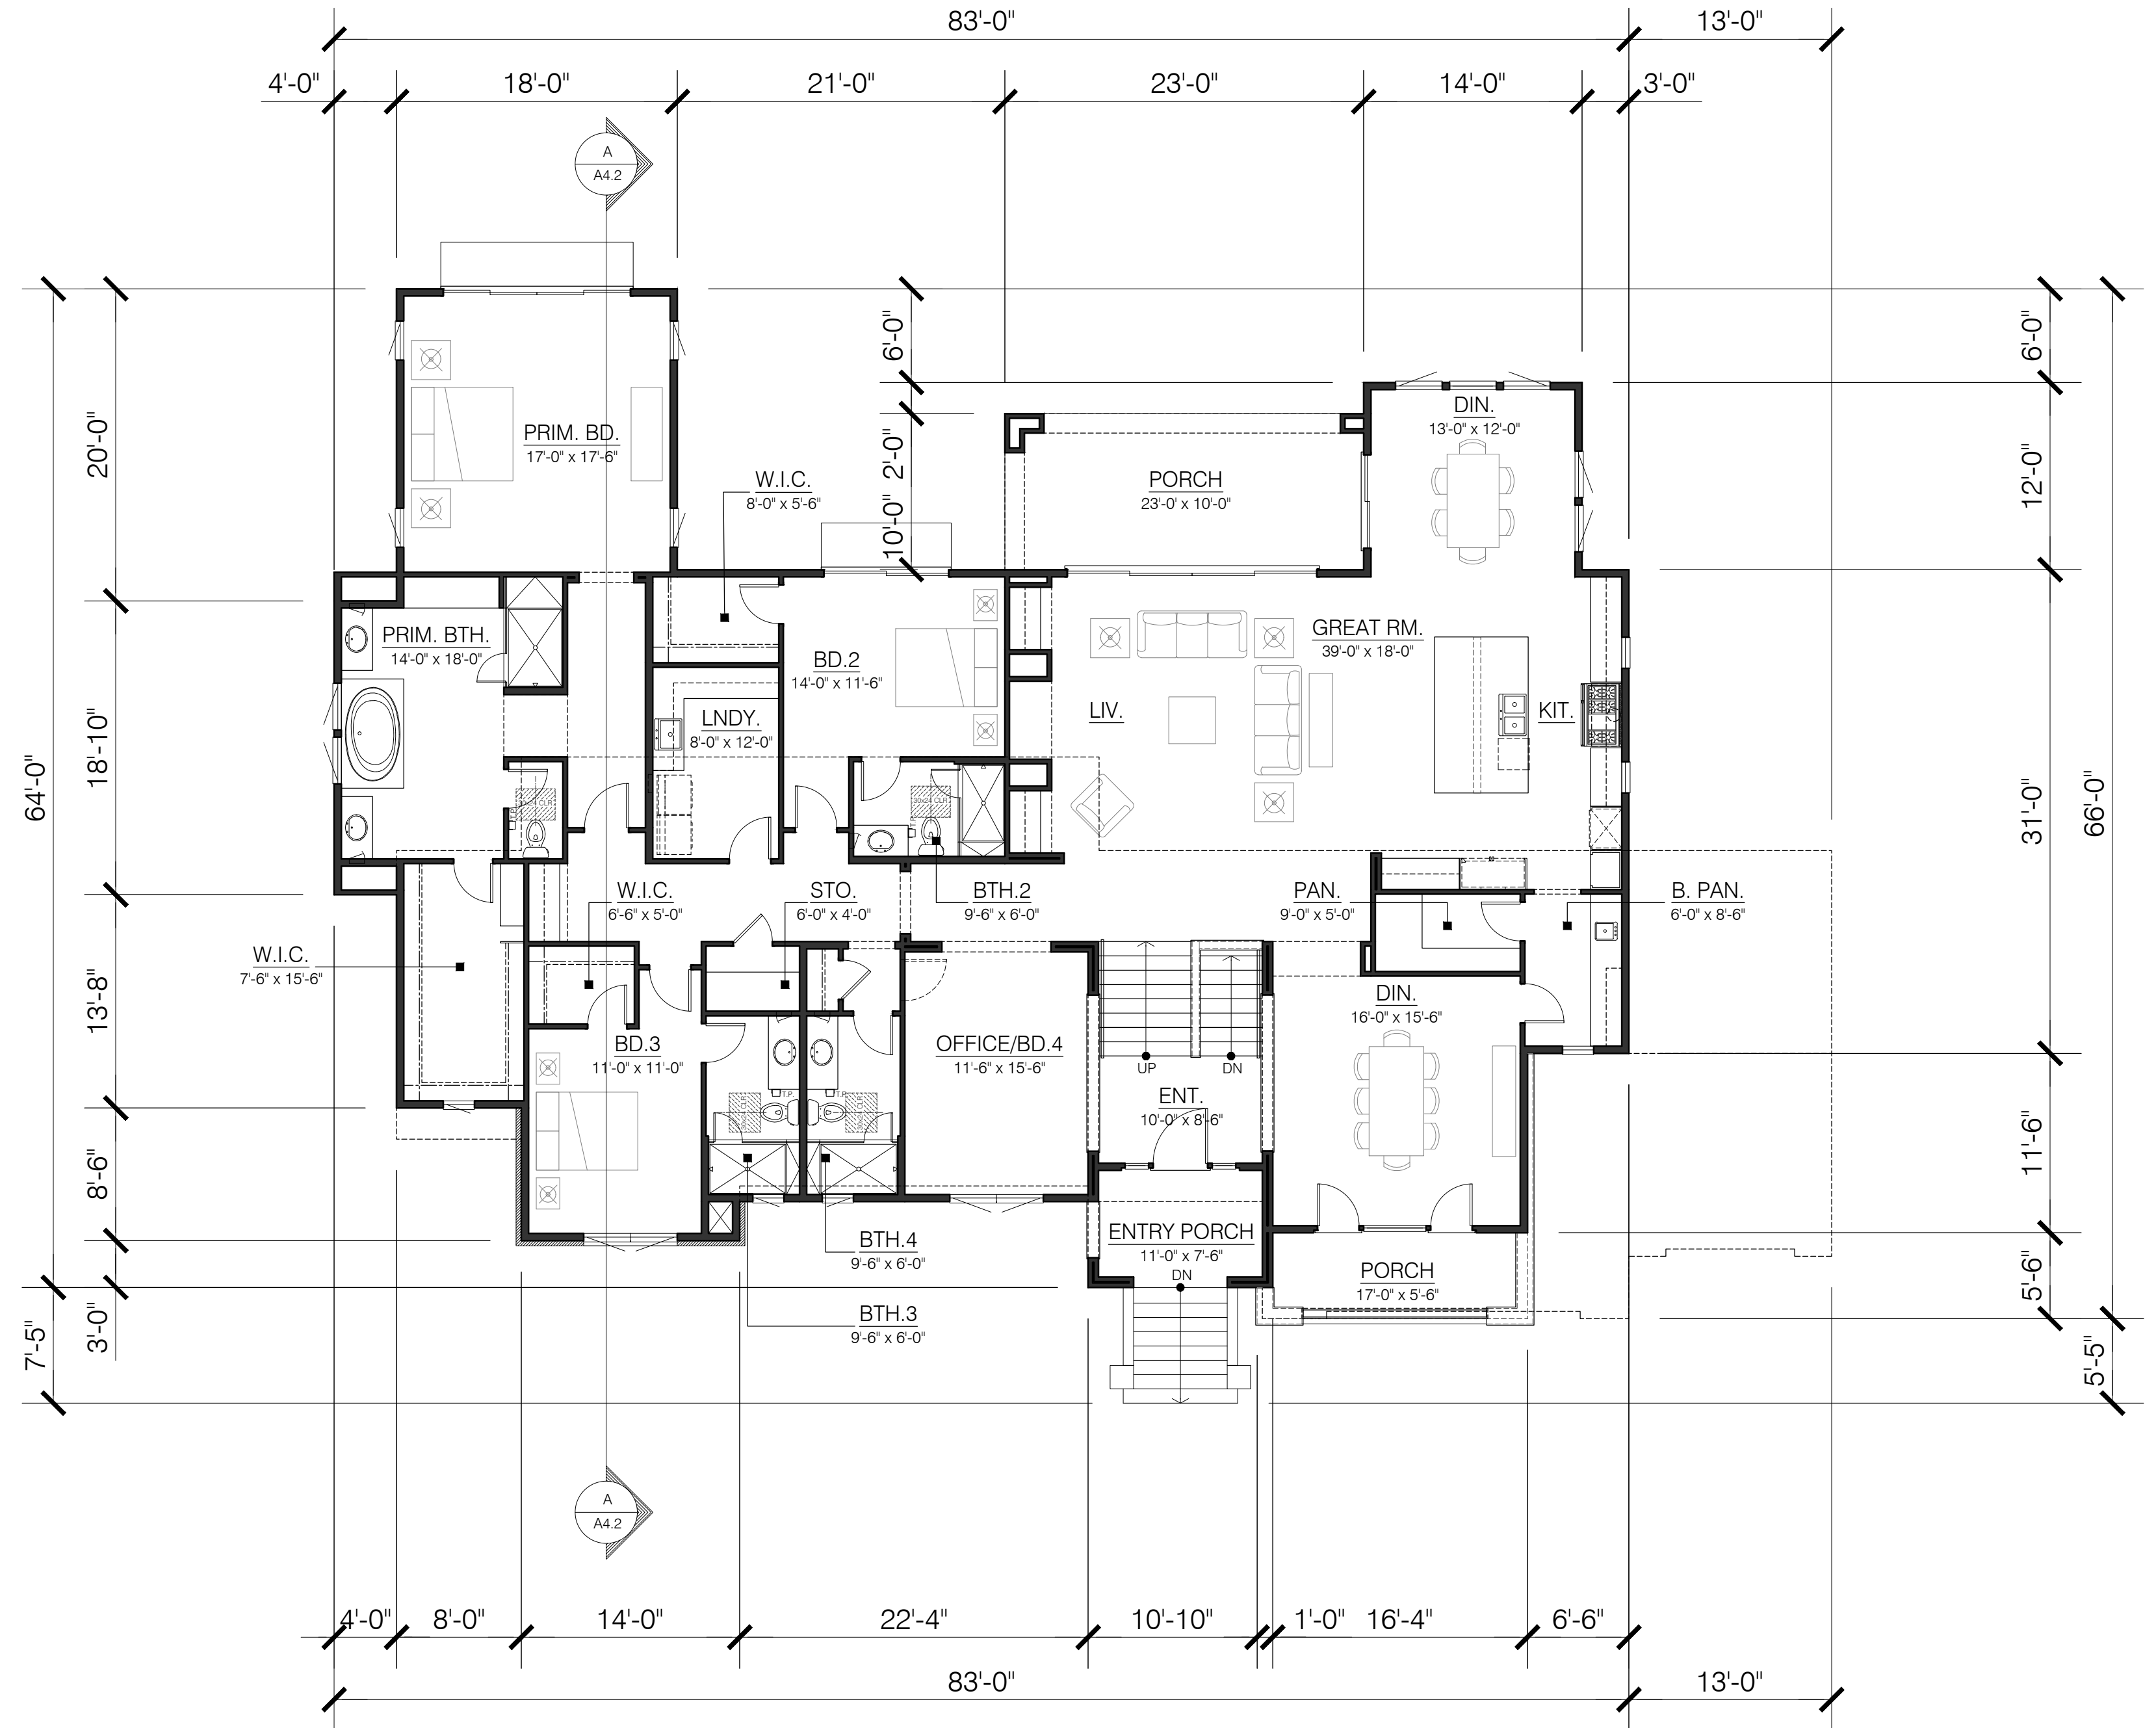 83'-0"
13'-0"
4'-0"
18'-0"
21'-0"
23'-0"
14'-0"
3'-0"
A
A4.2
6'-0"
6'-0"
DIN.
13'-0" x 12'-0"
PRIM. BD.
17'-0" x 17'-6"
20'-0"
2'-0"
12'-0"
W.I.C.
8'-0" x 5'-6"
PORCH
23'-0' x 10'-0"
10'-0"
PRIM. BTH.
14'-0" x 18'-0"
GREAT RM.
39'-0" x 18'-0"
BD.2
14'-0" x 11'-6"
LNDY.
8'-0" x 12'-0"
LIV.
KIT.
18'-10"
64'-0"
31'-0"
66'-0"
30x24 CLR
30x24 CLR
W.I.C.
6'-6" x 5'-0"
STO.
6'-0" x 4'-0"
BTH.2
9'-6" x 6'-0"
PAN.
9'-0" x 5'-0"
B. PAN.
6'-0" x 8'-6"
W.I.C.
7'-6" x 15'-6"
13'-8"
DIN.
16'-0" x 15'-6"
BD.3
11'-0" x 11'-0"
OFFICE/BD.4
11'-6" x 15'-6"
UP
DN
ENT.
10'-0" x 8'-6"
T.P.
T.P.
8'-6"
11'-6"
ENTRY PORCH
11'-0" x 7'-6"
DN
BTH.4
9'-6" x 6'-0"
PORCH
17'-0" x 5'-6"
5'-6"
BTH.3
9'-6" x 6'-0"
3'-0"
7'-5"
5'-5"
A
A4.2
4'-0"
8'-0"
14'-0"
22'-4"
10'-10"
1'-0"
16'-4"
6'-6"
83'-0"
13'-0"